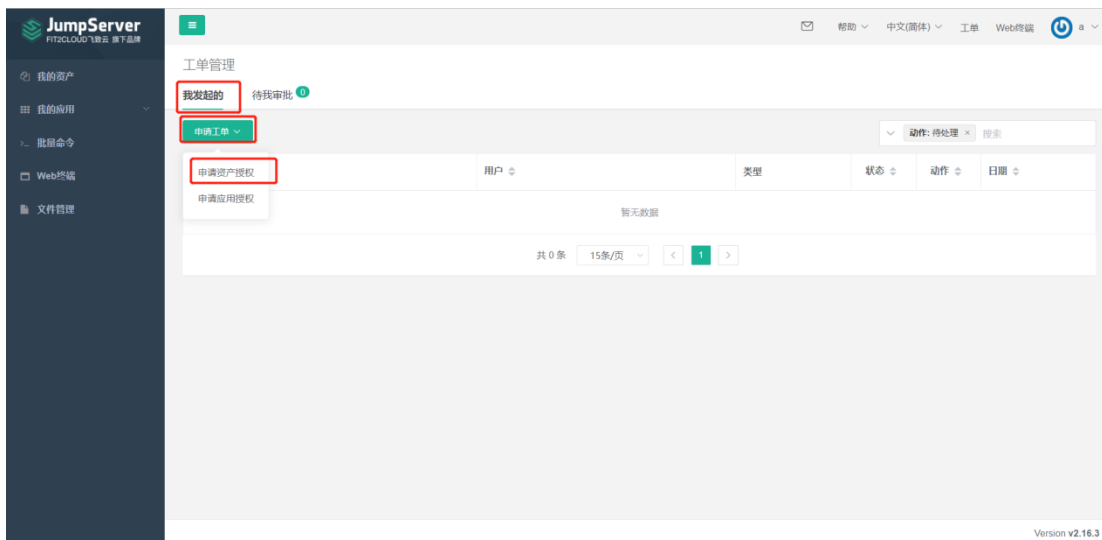 JumpServer
FIT2CLOUD飞致云 旗下品牌
帮助 中文(简体) 工单 Web终端 a
我的资产
我的应用
批量命令
Web终端
文件管理
工单管理
我发起的 待我审批 0
申请工单
动作: 待处理 × 搜索
申请资产授权
申请应用授权
用户 类型 状态 动作 日期
暂无数据
共 0 条 15条/页 < 1 >
Version v2.16.3